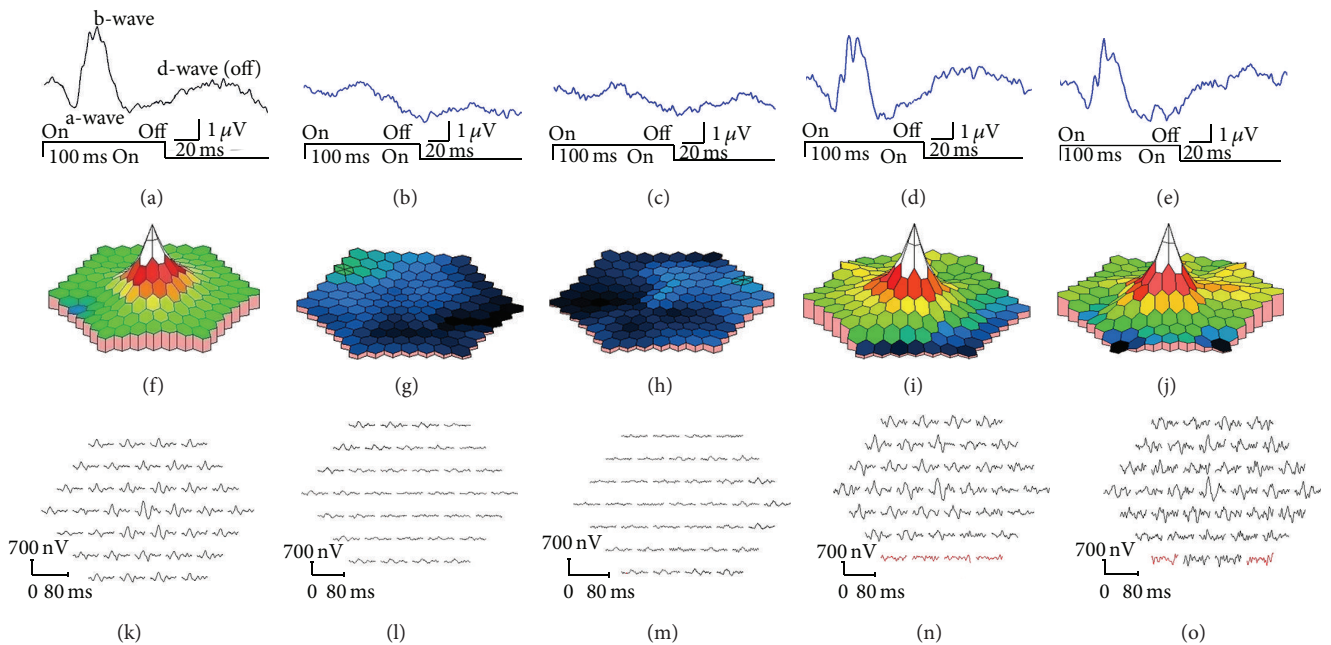 b-wave
d-wave (off)
a-wave
On Off 1 μV
100 ms On 20 ms
On Off 1 μV
100 ms On 20 ms
On Off 1 μV
100 ms On 20 ms
On Off 1 μV
100 ms On 20 ms
On Off 1 μV
100 ms On 20 ms
(a) (b) (c) (d) (e)
(f) (g) (h) (i) (j)
700 nV
0 80 ms
700 nV
0 80 ms
700 nV
0 80 ms
700 nV
0 80 ms
700 nV
0 80 ms
(k) (l) (m) (n) (o)